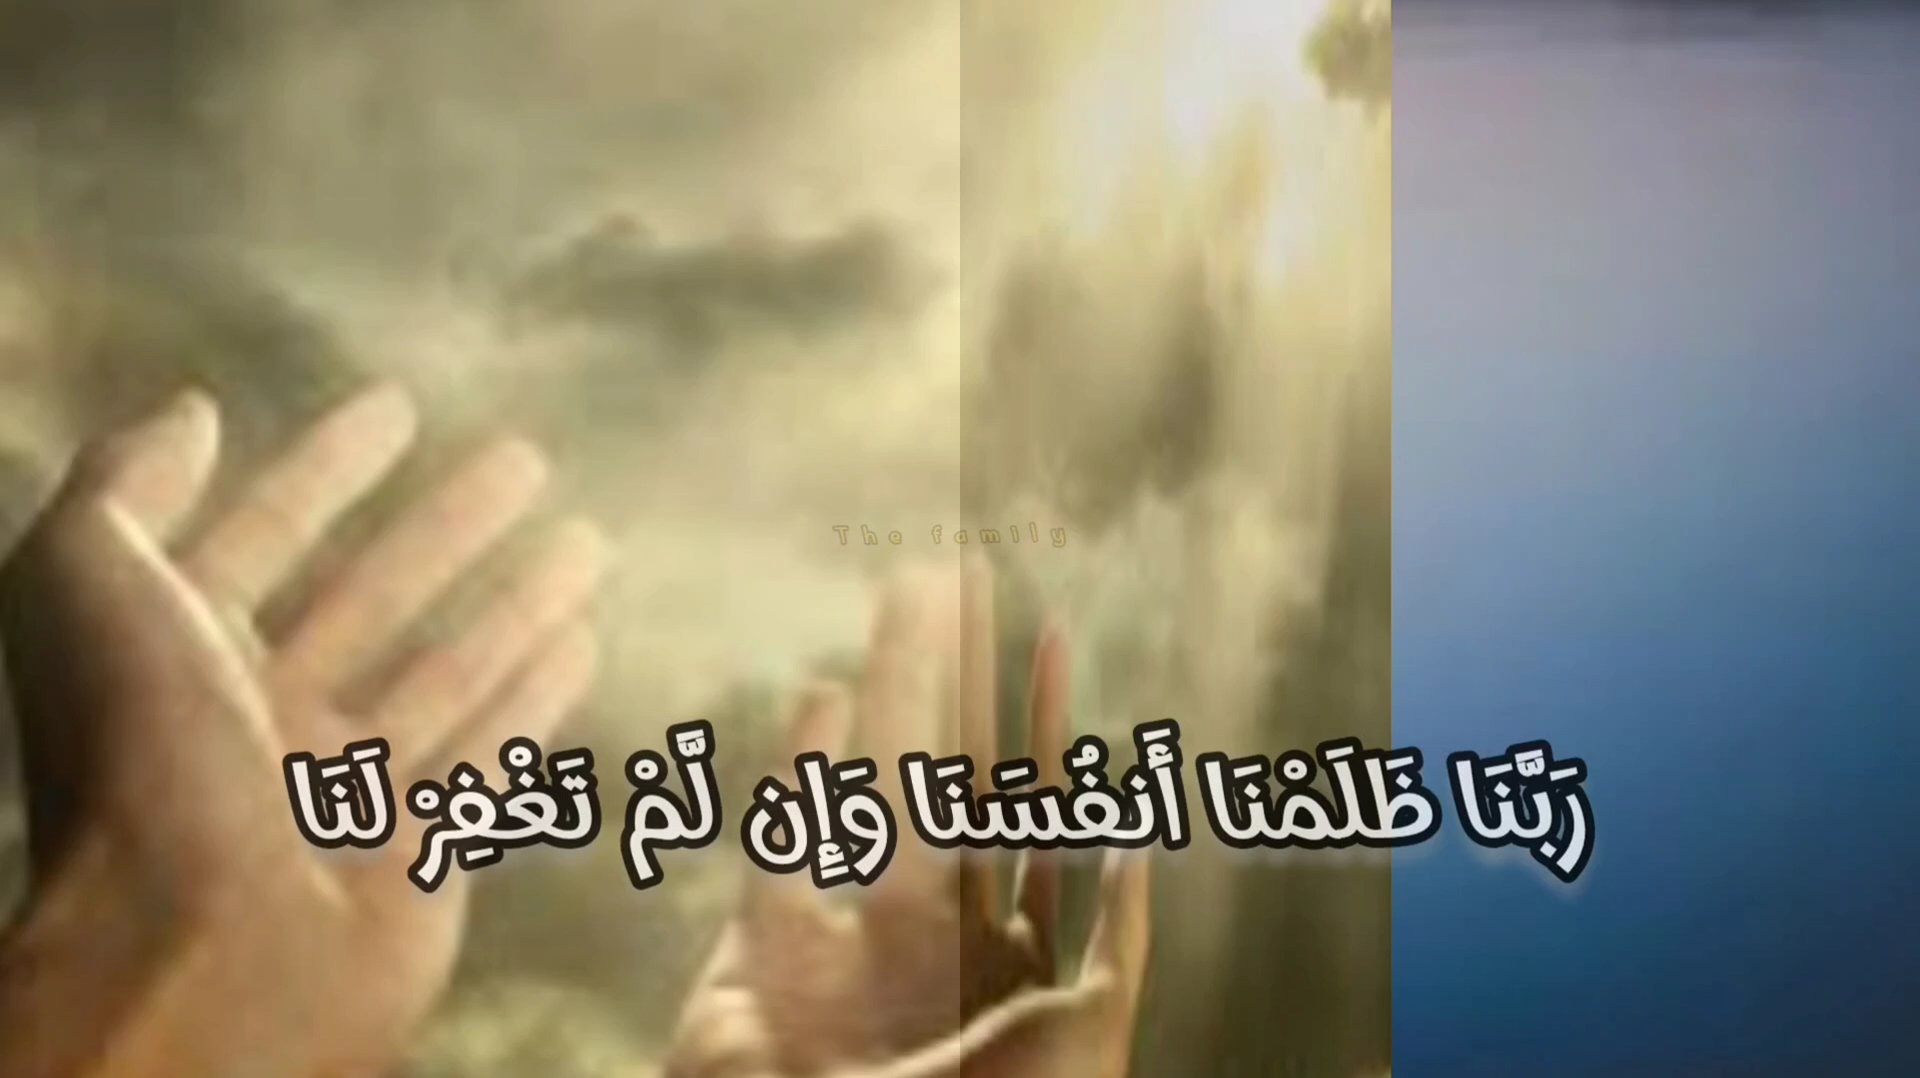 The family
رَبَّنَا ظَلَمْنَا أَنفُسَنَا وَإِن لَّمْ تَغْفِرْ لَنَا